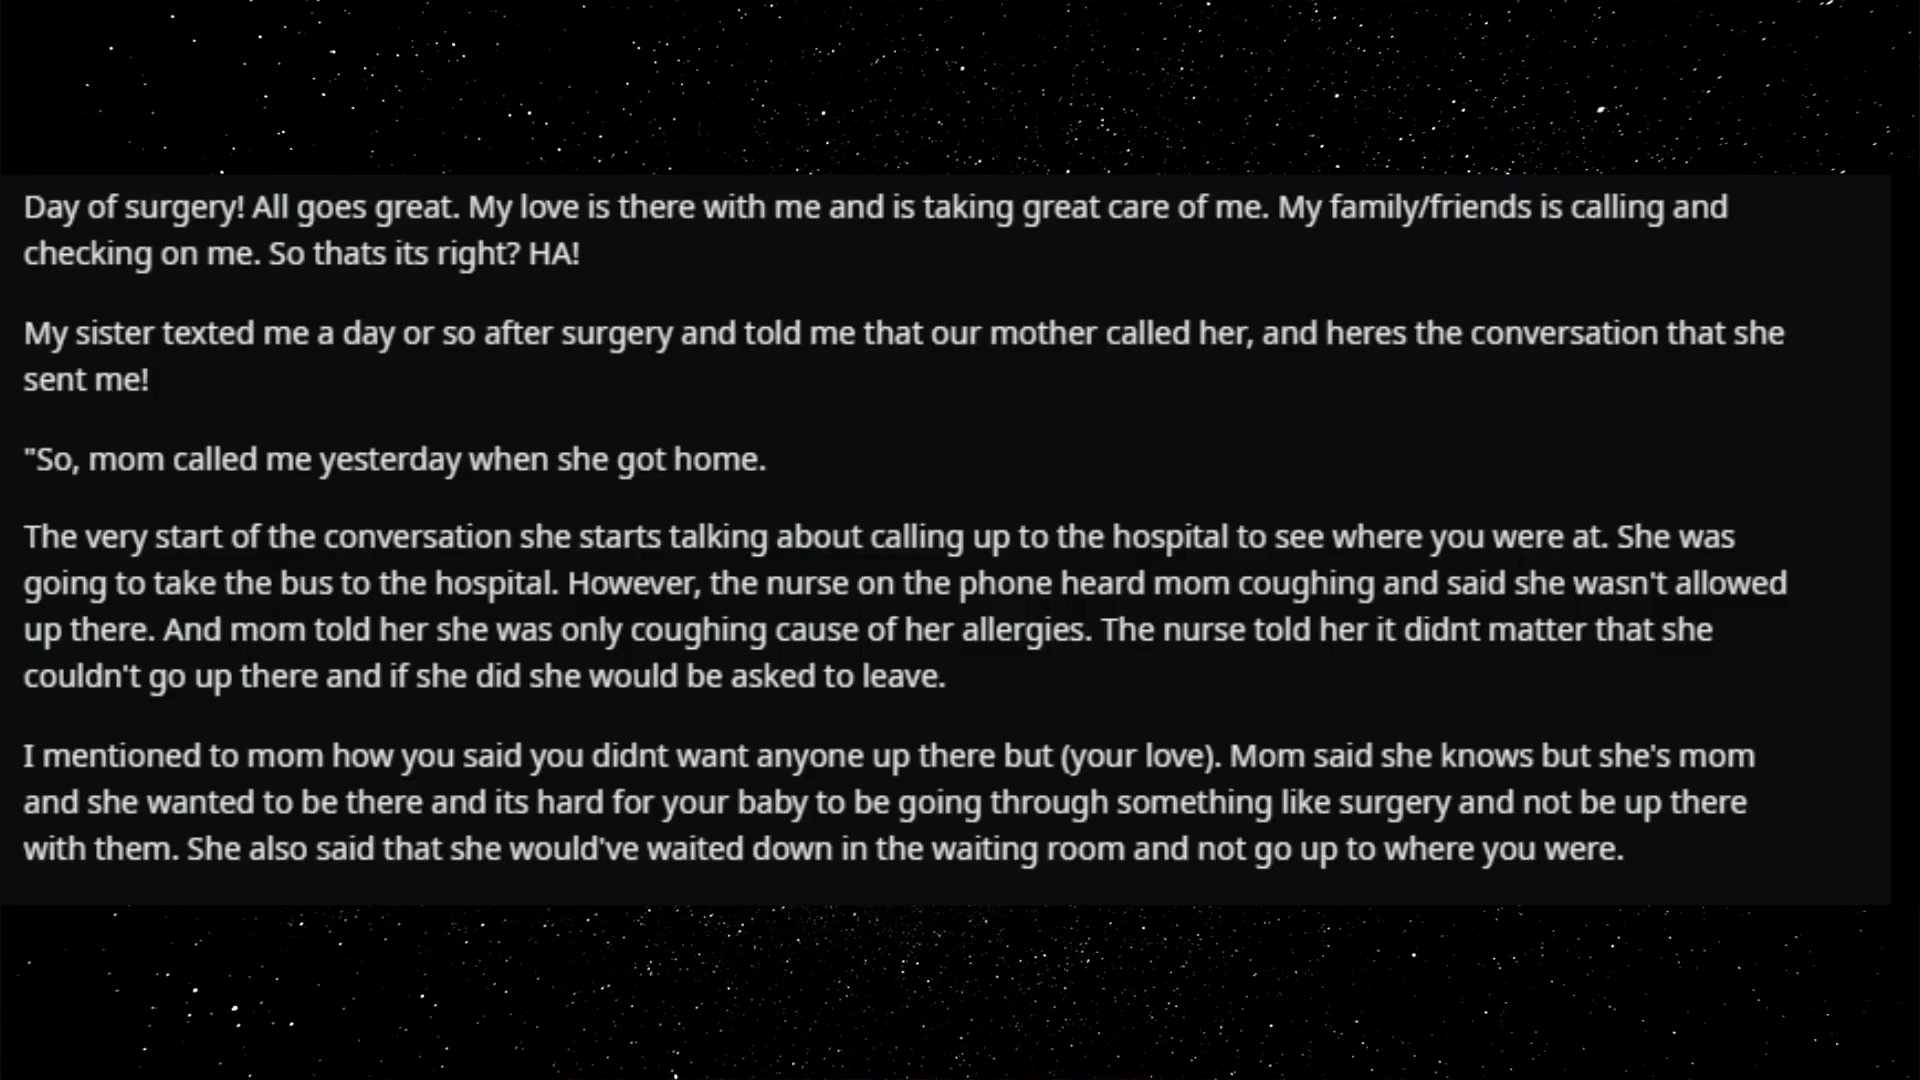 Day of surgery! All goes great. My love is there with me and is taking great care of me. My family/friends is calling and
checking on me. So thats its right? HA!
My sister texted me a day or so after surgery and told me that our mother called her, and heres the conversation that she
sent me!
"So, mom called me yesterday when she got home.
The very start of the conversation she starts talking about calling up to the hospital to see where you were at. She was
going to take the bus to the hospital. However, the nurse on the phone heard mom coughing and said she wasn't allowed
up there. And mom told her she was only coughing cause of her allergies. The nurse told her it didnt matter that she
couldn't go up there and if she did she would be asked to leave.
I mentioned to mom how you said you didnt want anyone up there but (your love). Mom said she knows but she's mom
and she wanted to be there and its hard for your baby to be going through something like surgery and not be up there
with them. She also said that she would've waited down in the waiting room and not go up to where you were.